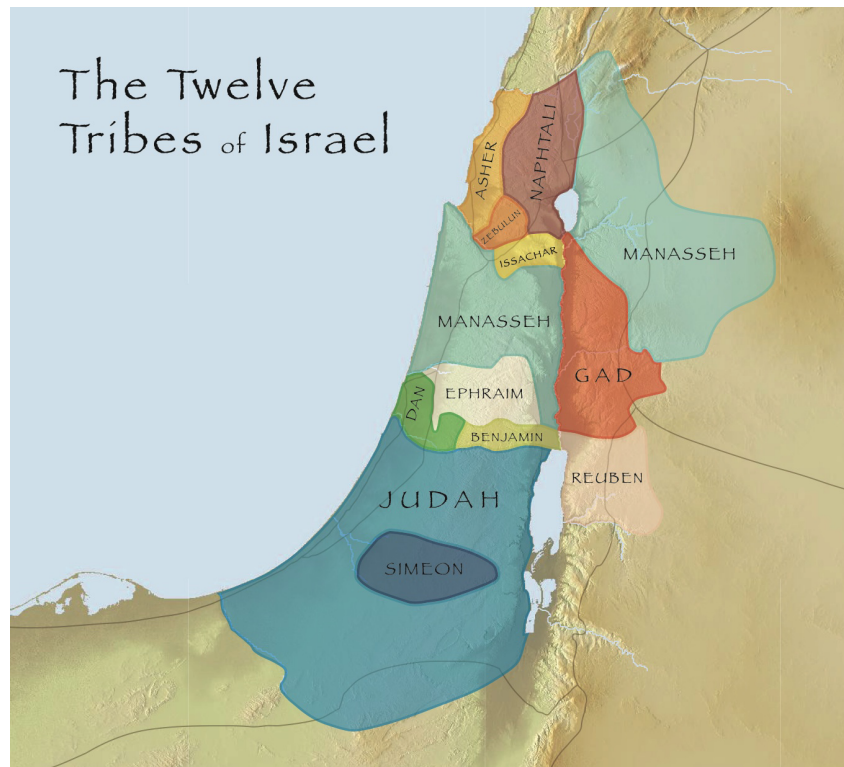 The Twelve
Tribes of Israel
ASHER
NAPHTALI
ZEBULUN
ISSACHAR
MANASSEH
MANASSEH
GAD
EPHRAIM
DAN
BENJAMIN
REUBEN
JUDAH
SIMEON